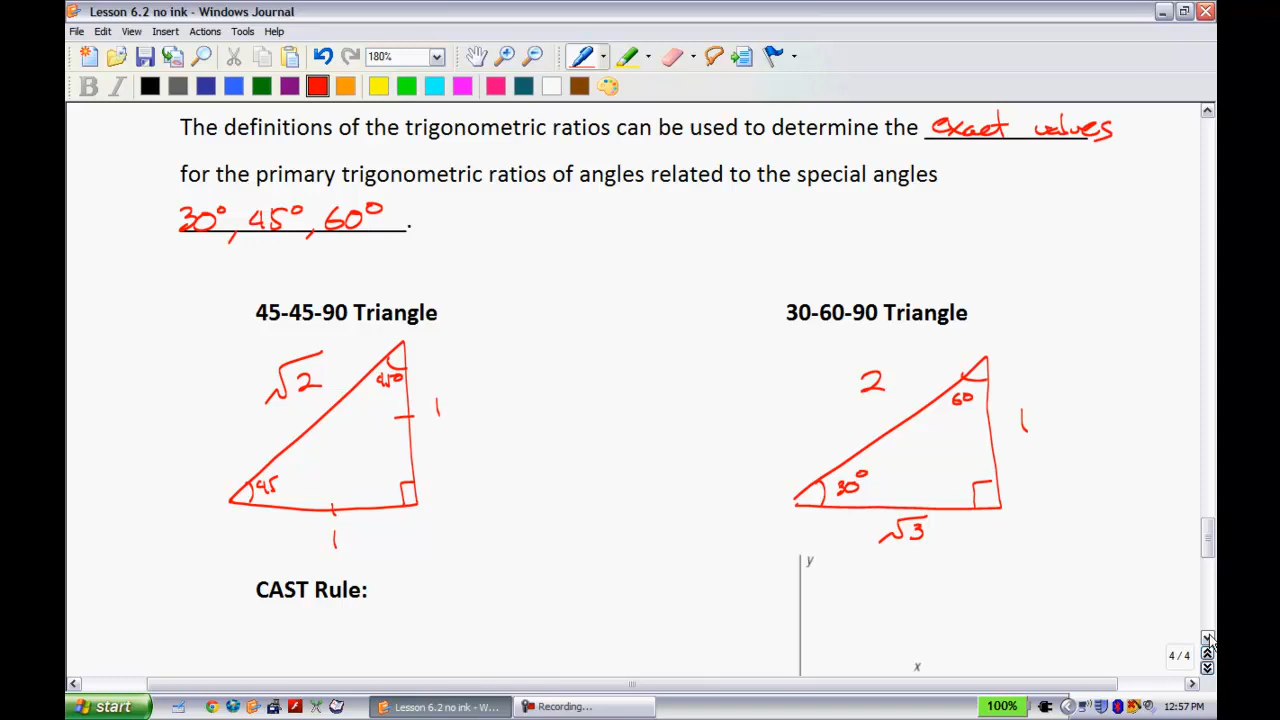 Lesson 6.2 no ink - Windows Journal
File Edit View Insert Actions Tools Help
180%
B I
The definitions of the trigonometric ratios can be used to determine the exact values
for the primary trigonometric ratios of angles related to the special angles
30°, 45°, 60°.
45-45-90 Triangle
30-60-90 Triangle
√2
45°
1
45
1
2
60
1
30°
√3
CAST Rule:
y
x
4 / 4
start
Lesson 6.2 no ink - W...
Recording...
100%
12:57 PM